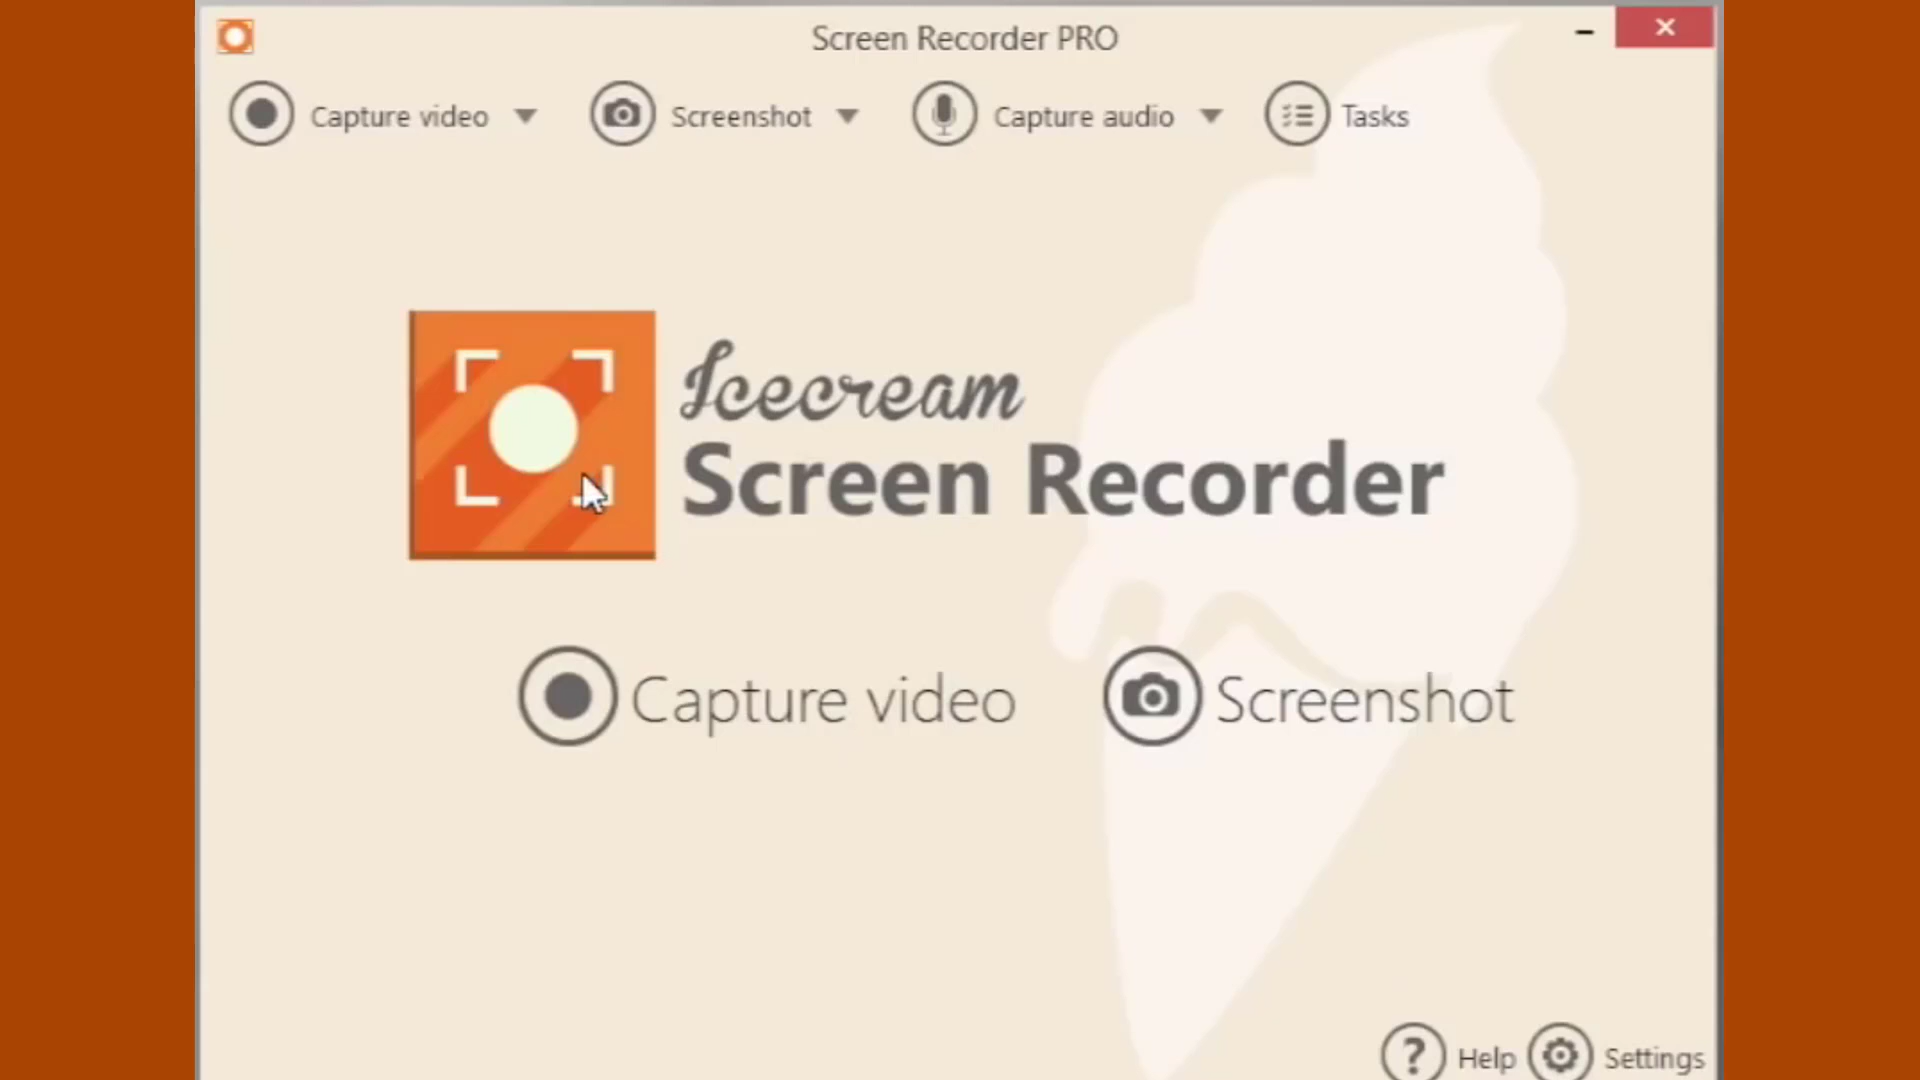 Screen Recorder PRO
Capture video Screenshot Capture audio Tasks
Icecream
Screen Recorder
Capture video Screenshot
? Help Settings